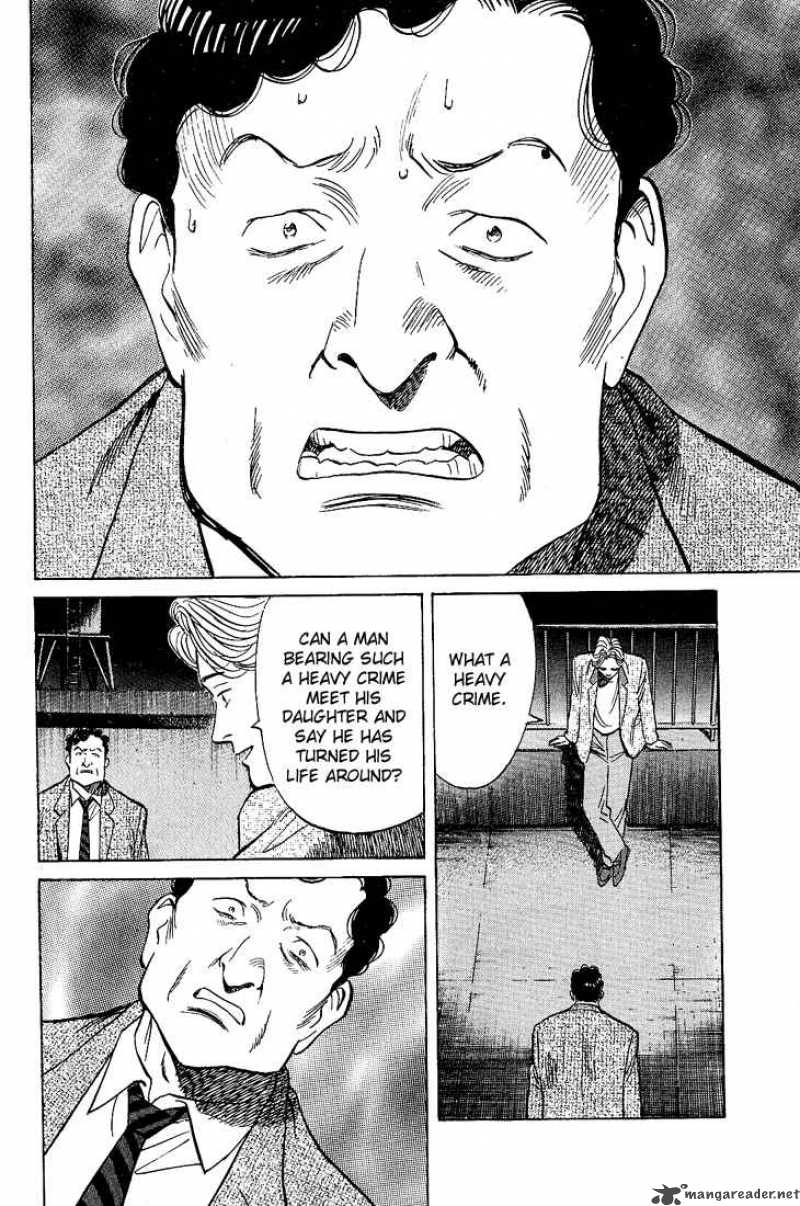 WHAT A
HEAVY
CRIME.
CAN A MAN
BEARING SUCH
A HEAVY CRIME
MEET HIS
DAUGHTER AND
SAY HE HAS
TURNED HIS
LIFE AROUND?
mangareader.net